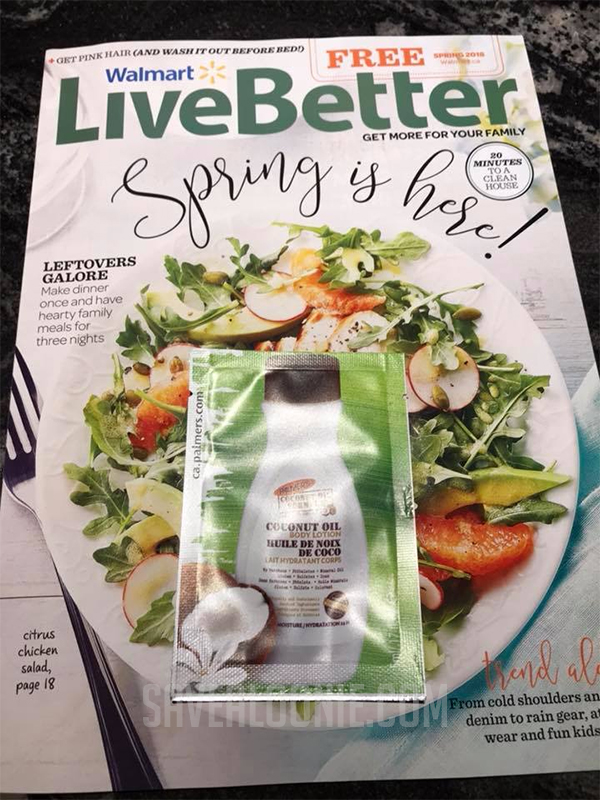 + GET PINK HAIR (AND WASH IT OUT BEFORE BED!)
FREE
Walmart
LiveBetter
GET MORE FOR YOUR FAMILY
Spring is here!
20
MINUTES
TO A
CLEAN
HOUSE
LEFTOVERS
GALORE
Make dinner
once and have
hearty family
meals for
three nights
ca.palmers.com
COCONUT OIL
BODY LOTION
HUILE DE NOIX
DE COCO
LAIT HYDRATANT CORPS
citrus
chicken
salad,
page 18
trend
From cold shoulders an
denim to rain gear, at
wear and fun kids
SAVEALOONIE.COM